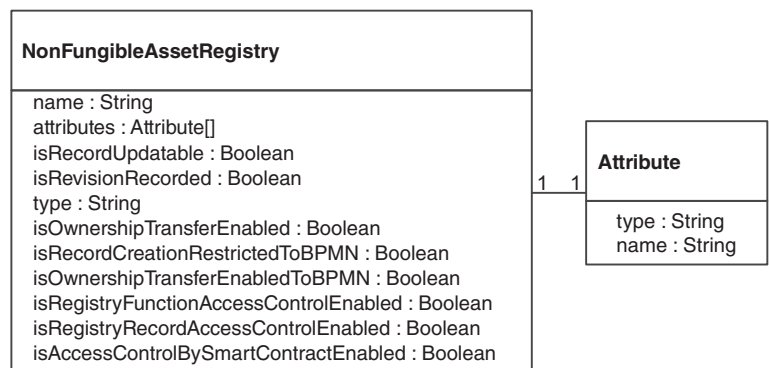 NonFungibleAssetRegistry
name : String
attributes : Attribute[]
isRecordUpdatable : Boolean
isRevisionRecorded : Boolean
type : String
isOwnershipTransferEnabled : Boolean
isRecordCreationRestrictedToBPMN : Boolean
isOwnershipTransferEnabledToBPMN : Boolean
isRegistryFunctionAccessControlEnabled : Boolean
isRegistryRecordAccessControlEnabled : Boolean
isAccessControlBySmartContractEnabled : Boolean
1 1
Attribute
type : String
name : String